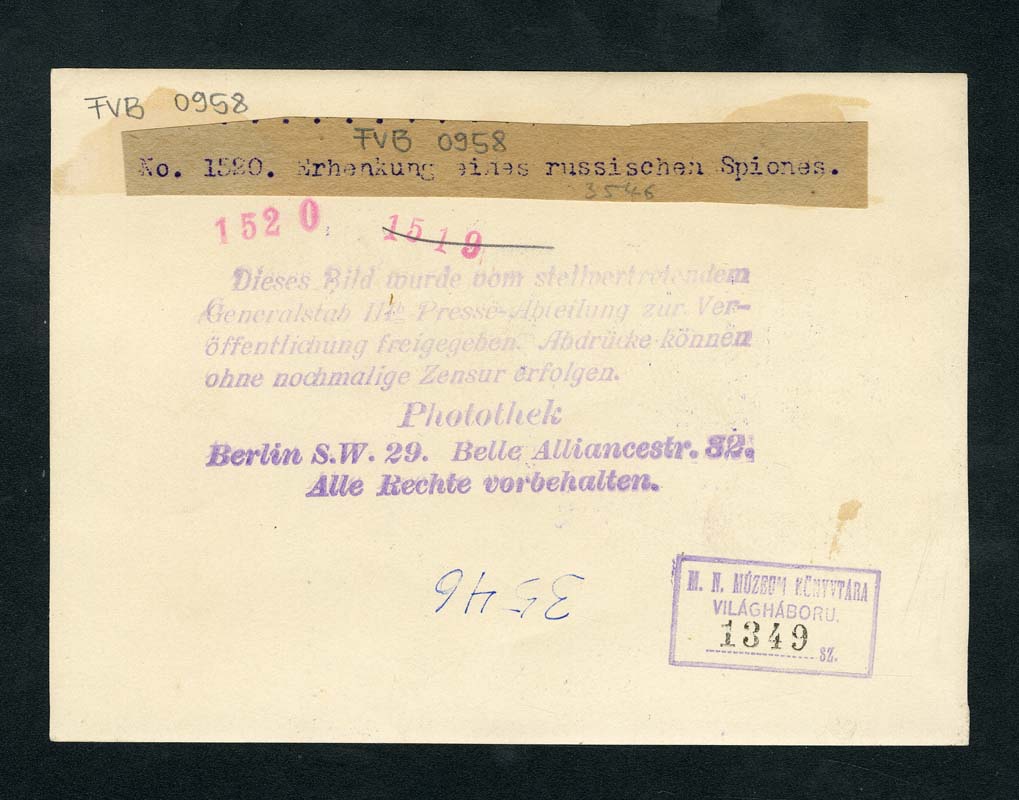 FVB 0958
FVB 0958
No. 1520. Erhenkung eines russischen Spiones.
3546
1520. 1519
Dieses Bild wurde vom stellvertretendem
Generalstab IIIb Presse-Abteilung zur Ver-
öffentlichung freigegeben. Abdrücke können
ohne nochmalige Zensur erfolgen.
Photothek
Berlin S.W. 29. Belle Alliancestr. 82.
Alle Rechte vorbehalten.
3546
M. N. MÚZEUM KÖNYVTÁRA
VILÁGHÁBORU.
1349
SZ.